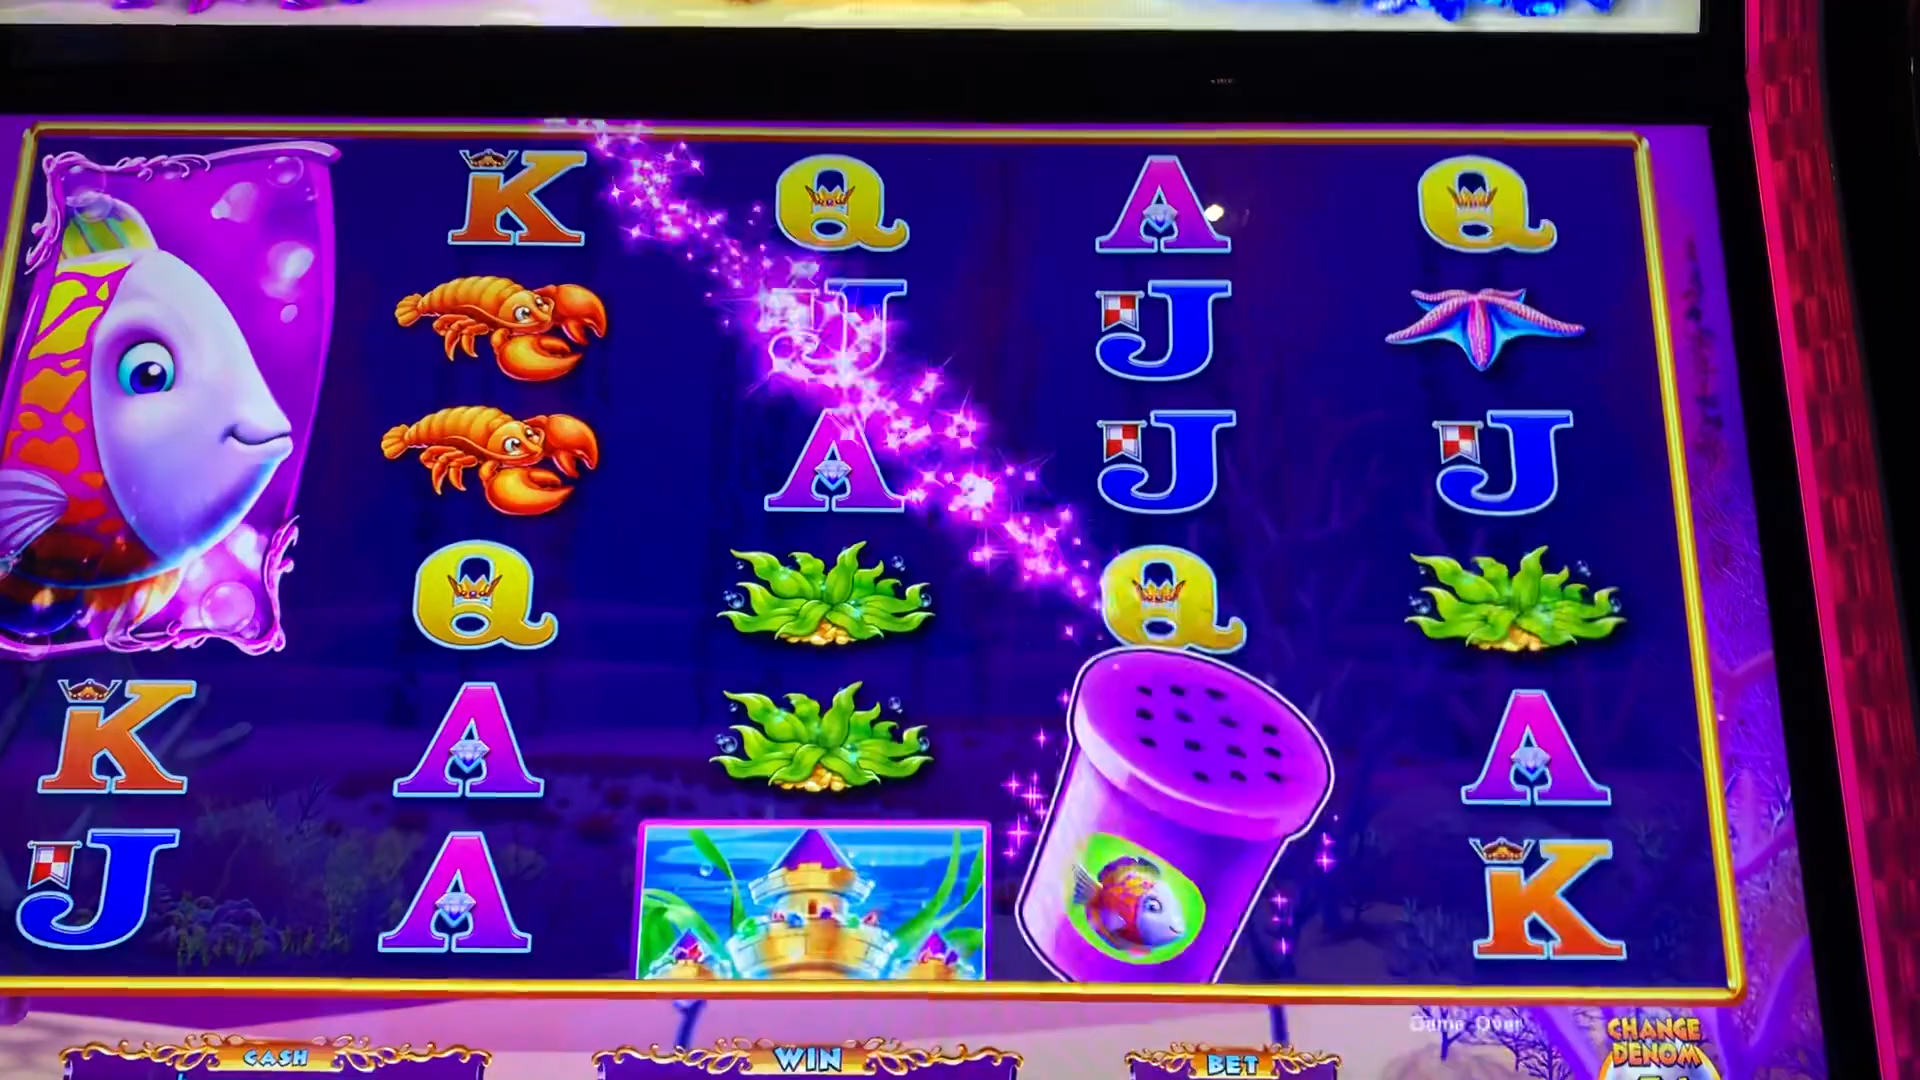 K Q A Q
J J
A J J
Q Q
K A A
J A K
Game Over
CHANGE
DENOM
CASH WIN BET